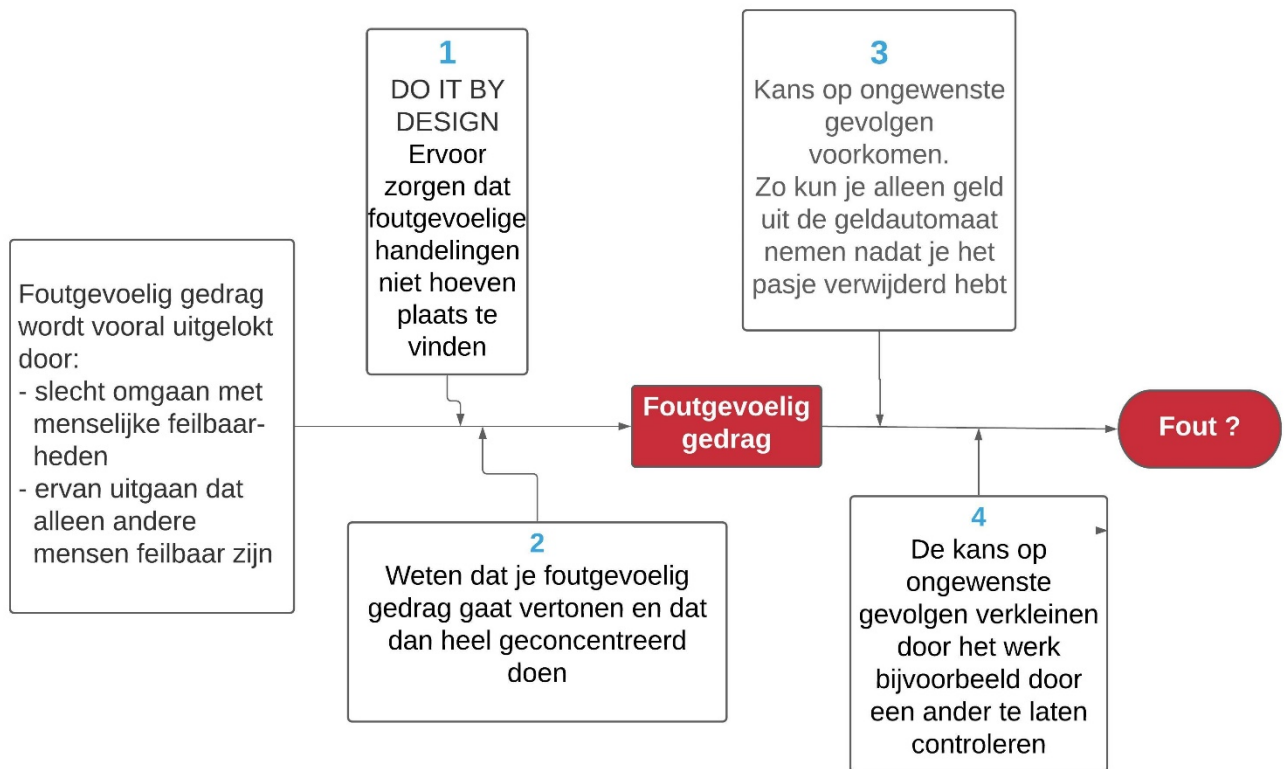 Foutgevoelig gedrag
wordt vooral uitgelokt
door:
- slecht omgaan met
menselijke feilbaar-
heden
- ervan uitgaan dat
alleen andere
mensen feilbaar zijn
1
DO IT BY
DESIGN
Ervoor
zorgen dat
foutgevoelige
handelingen
niet hoeven
plaats te
vinden
2
Weten dat je foutgevoelig
gedrag gaat vertonen en dat
dan heel geconcentreerd
doen
Foutgevoelig
gedrag
3
Kans op ongewenste
gevolgen
voorkomen.
Zo kun je alleen geld
uit de geldautomaat
nemen nadat je het
pasje verwijderd hebt
4
De kans op
ongewenste
gevolgen verkleinen
door het werk
bijvoorbeeld door
een ander te laten
controleren
Fout ?